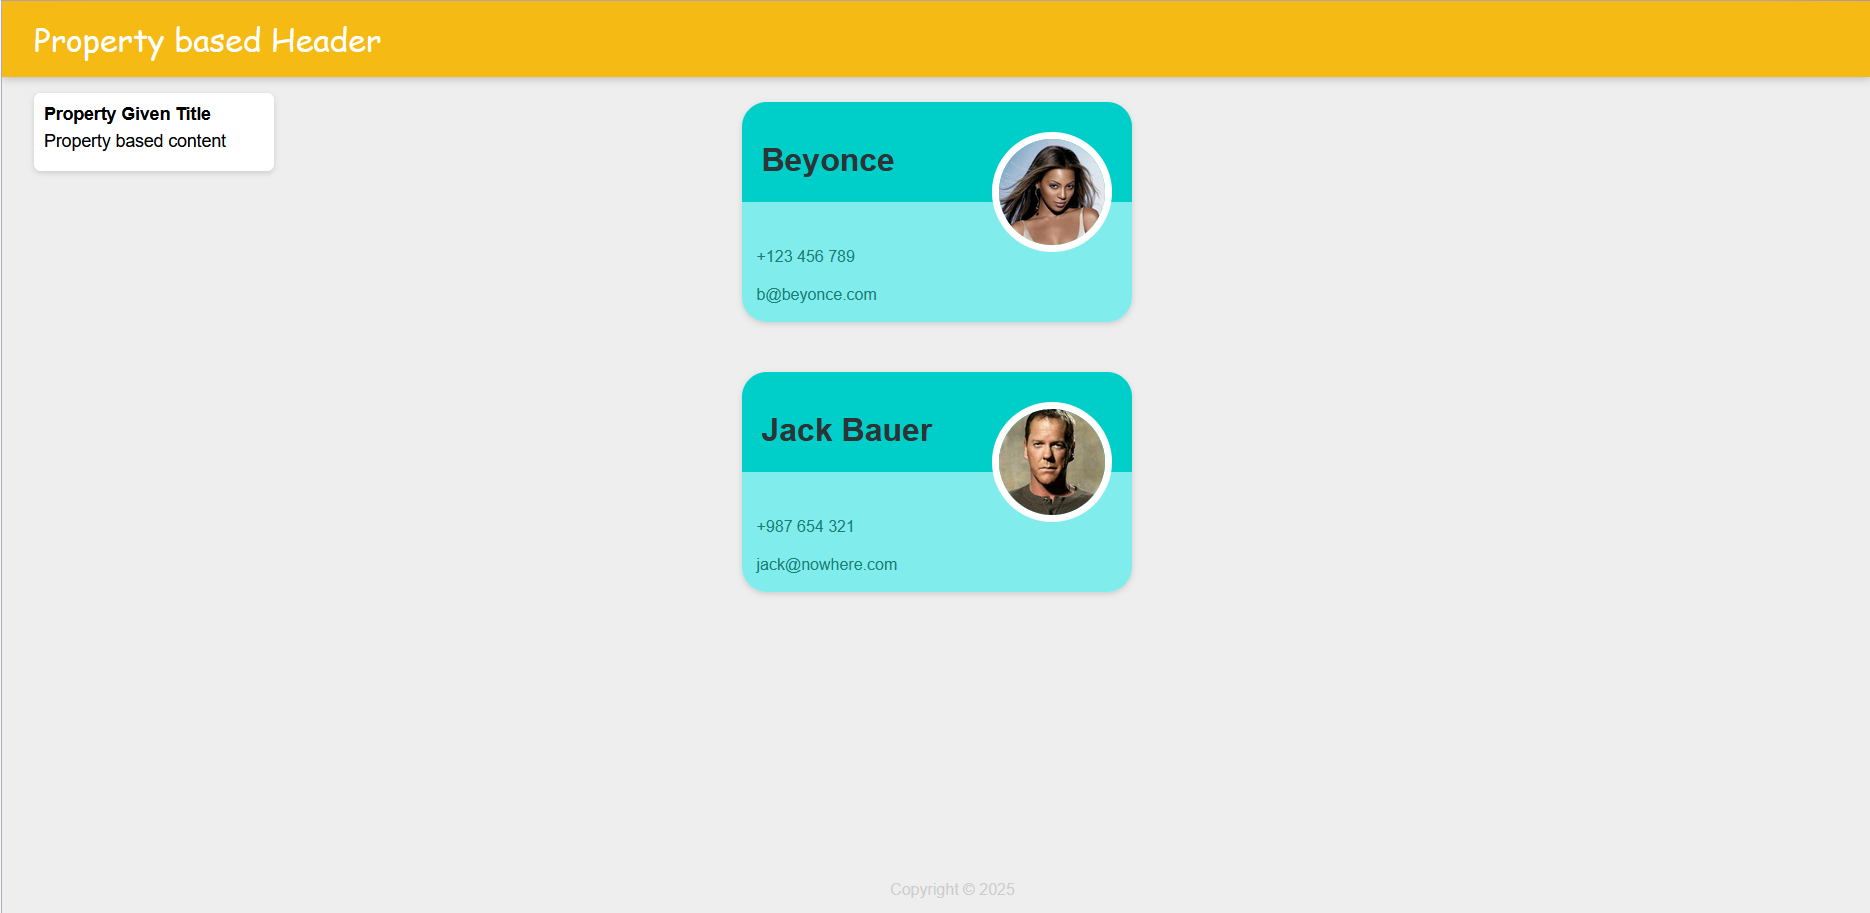 Property based Header
Property Given Title
Property based content
Beyonce
+123 456 789
b@beyonce.com
Jack Bauer
+987 654 321
jack@nowhere.com
Copyright © 2025